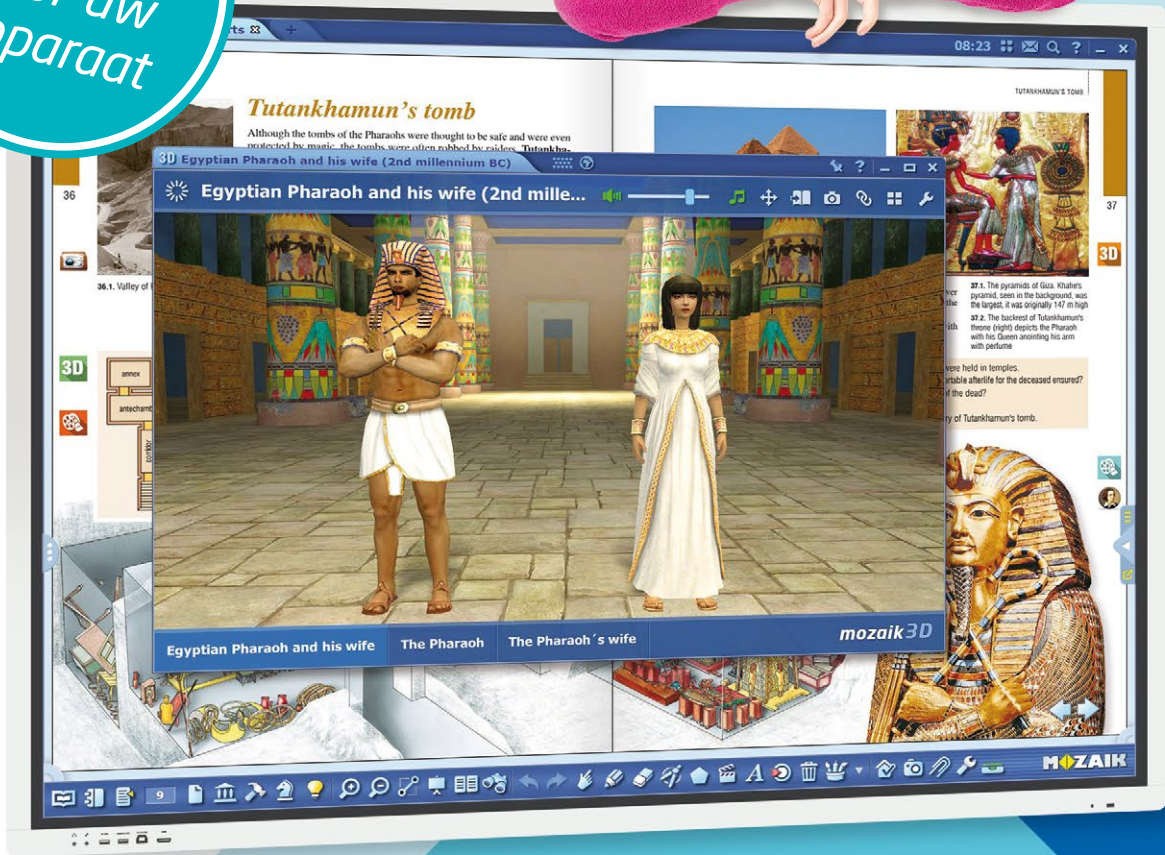 uw
apparaat
08:23
Tutankhamun's tomb
Although the tombs of the Pharaohs were thought to be safe and were even
protected by magic, the tombs were often robbed by raiders. Tutankha-
TUTANKHAMUN'S TOMB
36
37
3D Egyptian Pharaoh and his wife (2nd millennium BC)
Egyptian Pharaoh and his wife (2nd mille...
36.1. Valley of
3D
annex
antechamb
corridor
3D
37.1. The pyramids of Giza. Khafre's
pyramid, seen in the background, was
the largest, it was originally 147 m high
37.2. The backrest of Tutankhamun's
throne (right) depicts the Pharaoh
with his Queen anointing his arm
with perfume
were held in temples.
rtable afterlife for the deceased ensured?
f the dead?
ry of Tutankhamun's tomb.
Egyptian Pharaoh and his wife
The Pharaoh
The Pharaoh´s wife
mozaik3D
9
MOZAIK